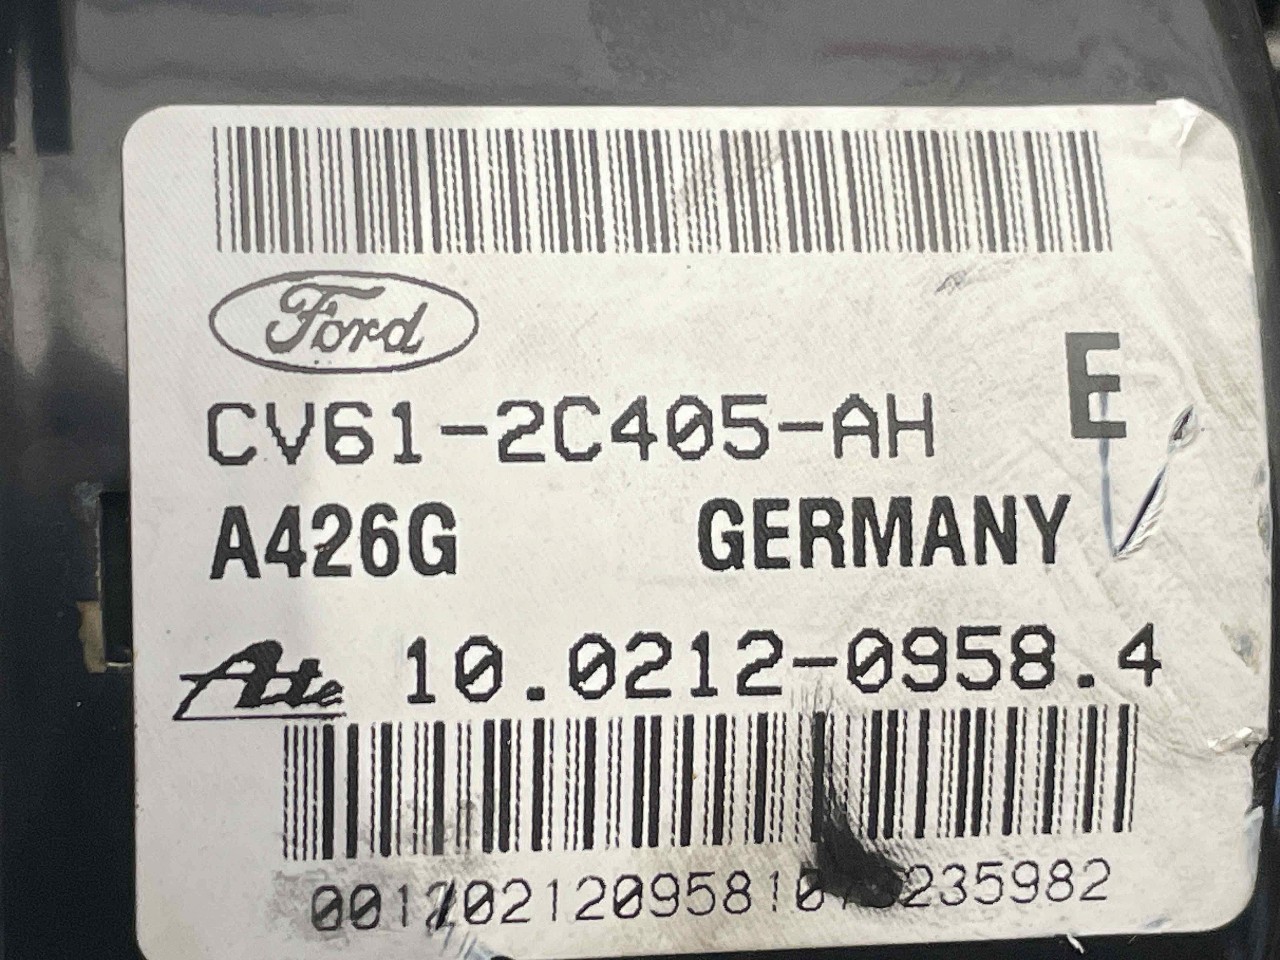 Ford
E
CV61-2C405-AH
A426G GERMANY
Ate 10.0212-0958.4